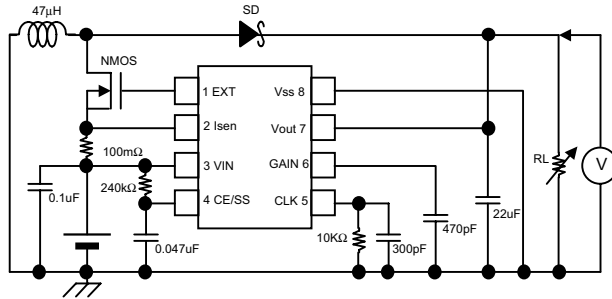 47µH
SD
NMOS
1 EXT
Vss 8
2 Isen
Vout 7
100mΩ
3 VIN
GAIN 6
RL
V
0.1uF
240kΩ
4 CE/SS
CLK 5
0.047uF
10KΩ
300pF
470pF
22uF